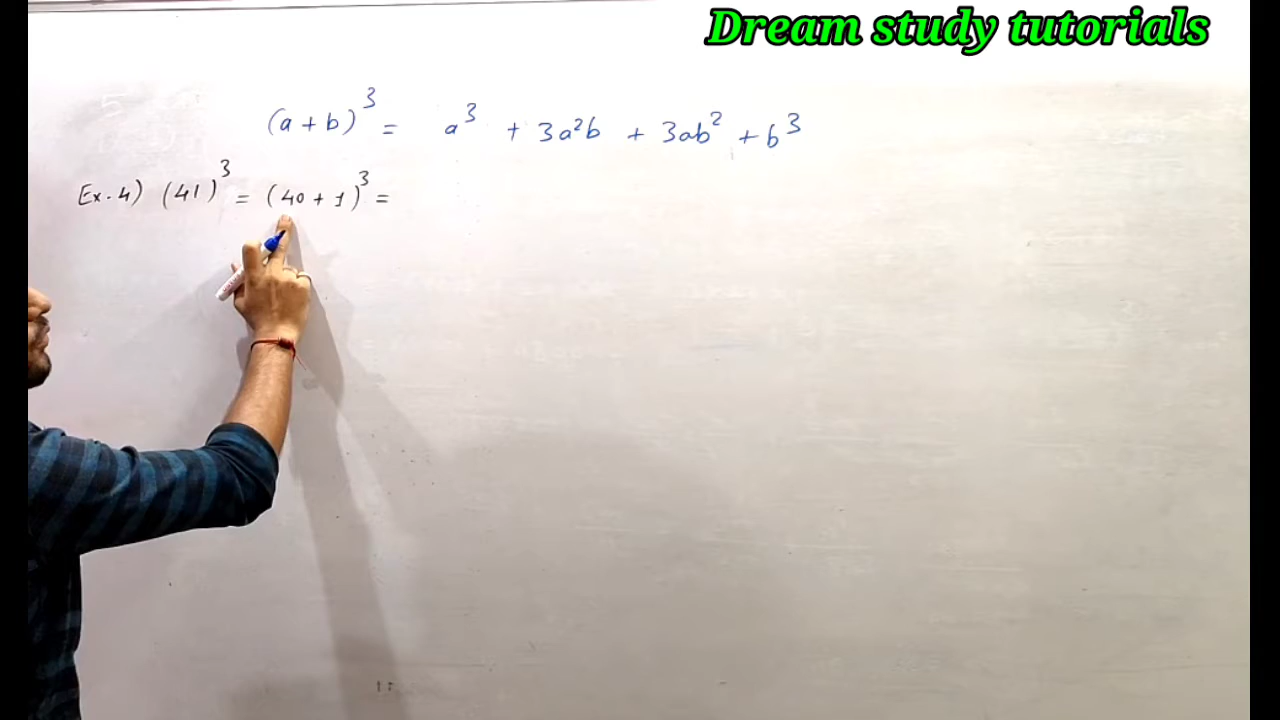 Dream study tutorials
(a + b)³ = a³ + 3a²b + 3ab² + b³
Ex. 4) (41)³ = (40 + 1)³ =